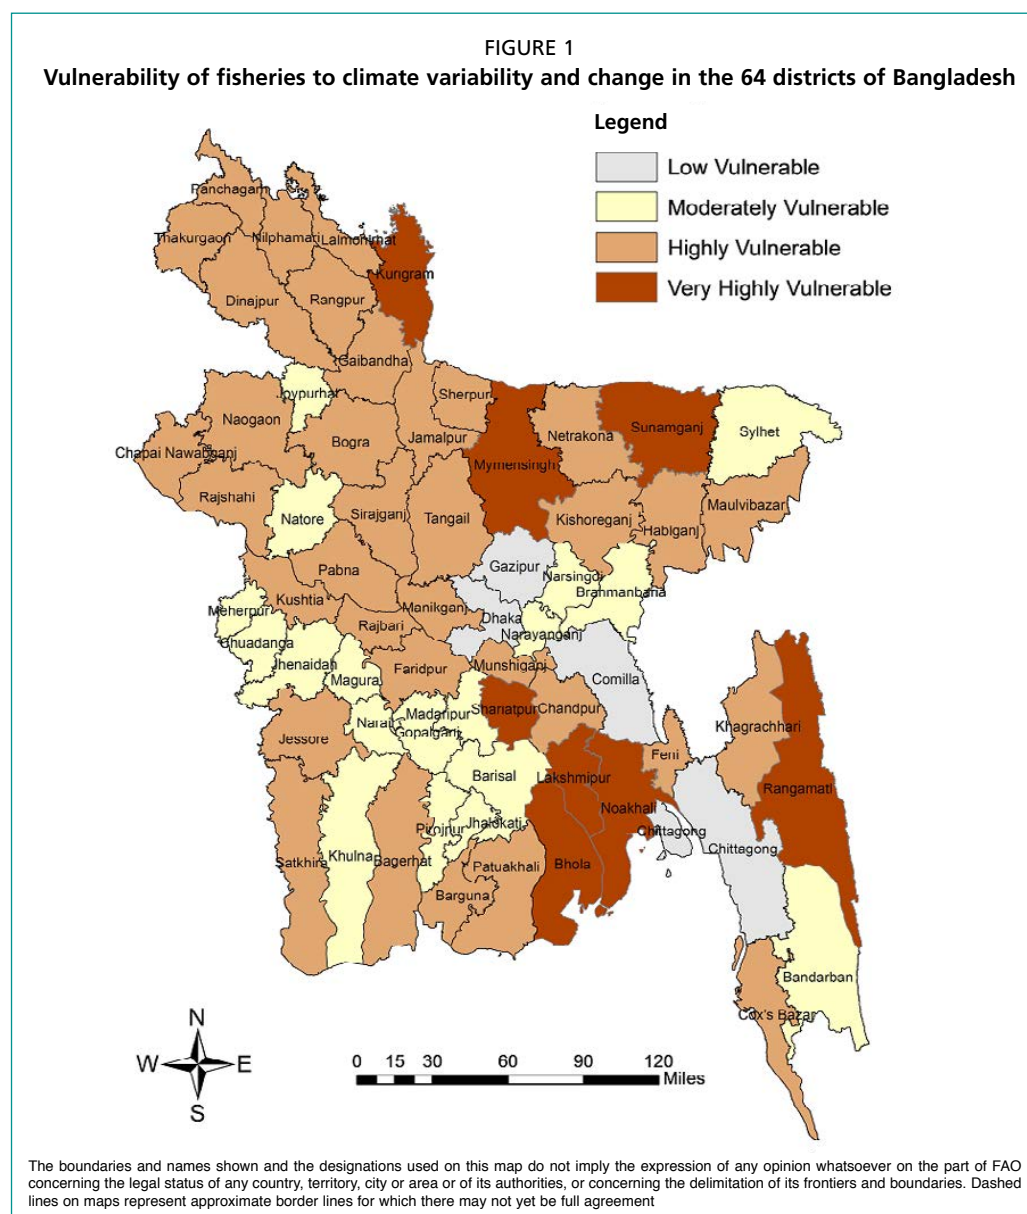 FIGURE 1
Vulnerability of fisheries to climate variability and change in the 64 districts of Bangladesh
Legend
Low Vulnerable
Moderately Vulnerable
Highly Vulnerable
Very Highly Vulnerable
Panchagarh
Thakurgaon
Nilphamari
Lalmonirhat
Kurigram
Dinajpur
Rangpur
Gaibandha
Joypurhat
Sherpur
Naogaon
Bogra
Jamalpur
Netrakona
Sunamganj
Sylhet
Chapai Nawabganj
Mymensingh
Rajshahi
Natore
Sirajganj
Tangail
Kishoreganj
Habiganj
Maulvibazar
Gazipur
Pabna
Narsingdi
Brahmanbaria
Kushtia
Manikganj
Meherpur
Dhaka
Rajbari
Narayanganj
Chuadanga
Jhenaidah
Faridpur
Munshiganj
Magura
Comilla
Shariatpur
Chandpur
Madaripur
Narail
Gopalganj
Khagrachhari
Jessore
Feni
Barisal
Lakshmipur
Rangamati
Noakhali
Pirojpur
Jhalokati
Chittagong
Chittagong
Satkhira
Khulna
Bagerhat
Patuakhali
Bhola
Barguna
Bandarban
Cox's Bazar
N
W E
S
0 15 30 60 90 120
Miles
The boundaries and names shown and the designations used on this map do not imply the expression of any opinion whatsoever on the part of FAO
concerning the legal status of any country, territory, city or area or of its authorities, or concerning the delimitation of its frontiers and boundaries. Dashed
lines on maps represent approximate border lines for which there may not yet be full agreement